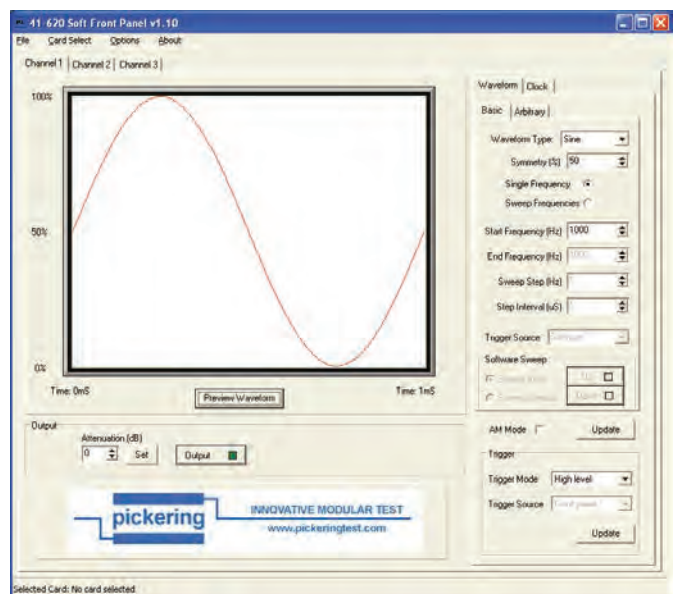 41-620 Soft Front Panel v1.10
File Card Select Options About
Channel 1 Channel 2 Channel 3
100%
50%
0%
Time: 0mS
Preview Waveform
Time: 1mS
Output
Attenuation (dB)
0 Set Output
pickering
INNOVATIVE MODULAR TEST
www.pickeringtest.com
Waveform Clock
Basic Arbitrary
Waveform Type: Sine
Symmetry (%) 50
Single Frequency
Sweep Frequencies
Start Frequency (Hz) 1000
End Frequency (Hz)
Sweep Step (Hz)
Step Interval (uS)
Trigger Source
Software Sweep
AM Mode Update
Trigger
Trigger Mode High level
Trigger Source
Update
Selected Card: No card selected